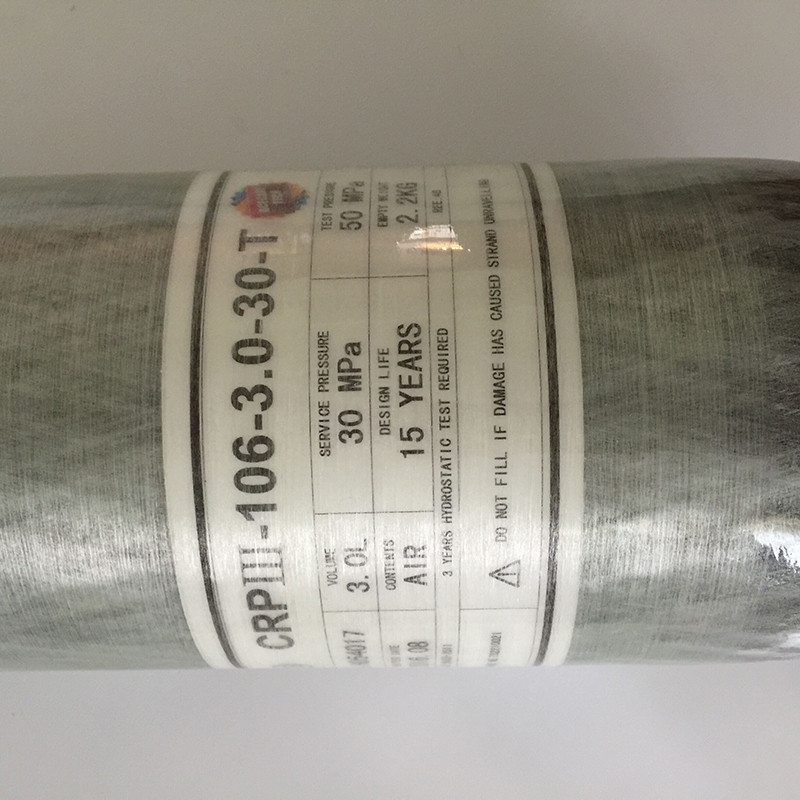 CRPⅢ-106-3.0-30-T
VOLUME
3.0L
SERVICE PRESSURE
30 MPa
TEST PRESSURE
50 MPa
CONTENTS
AIR
DESIGN LIFE
15 YEARS
EMPTY WEIGHT
2.2KG
3 YEARS HYDROSTATIC TEST REQUIRED
DO NOT FILL IF DAMAGE HAS CAUSED STRAND UNRAVELLING